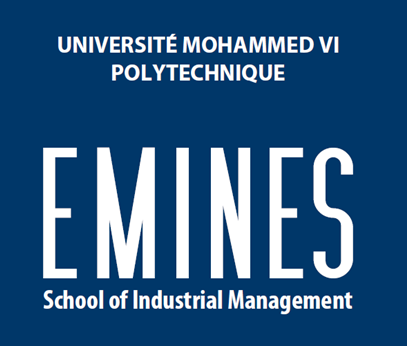 UNIVERSITÉ MOHAMMED VI
POLYTECHNIQUE
EMINES
School of Industrial Management